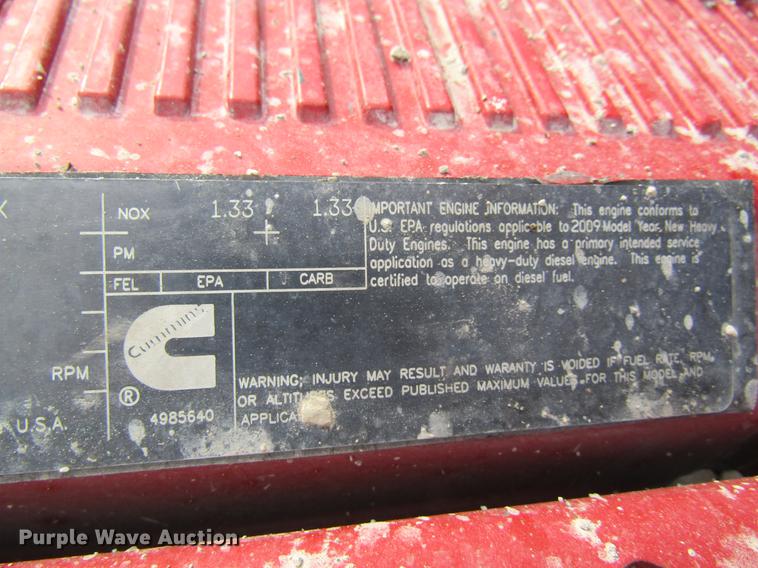 NOX 1.33 1.33
PM
FEL EPA CARB
IMPORTANT ENGINE INFORMATION: This engine conforms to
U.S. EPA regulations applicable to 2009 Model Year, New Heavy
Duty Engines. This engine has a primary intended service
application as a heavy-duty diesel engine. This engine is
certified to operate on diesel fuel.
Cummins
®
4985640
RPM
U.S.A.
WARNING; INJURY MAY RESULT AND WARANTY IS VOIDED IF FUEL RATE, RPM,
OR ALTITUDES EXCEED PUBLISHED MAXIMUM VALUES FOR THIS MODEL AND
Purple Wave Auction